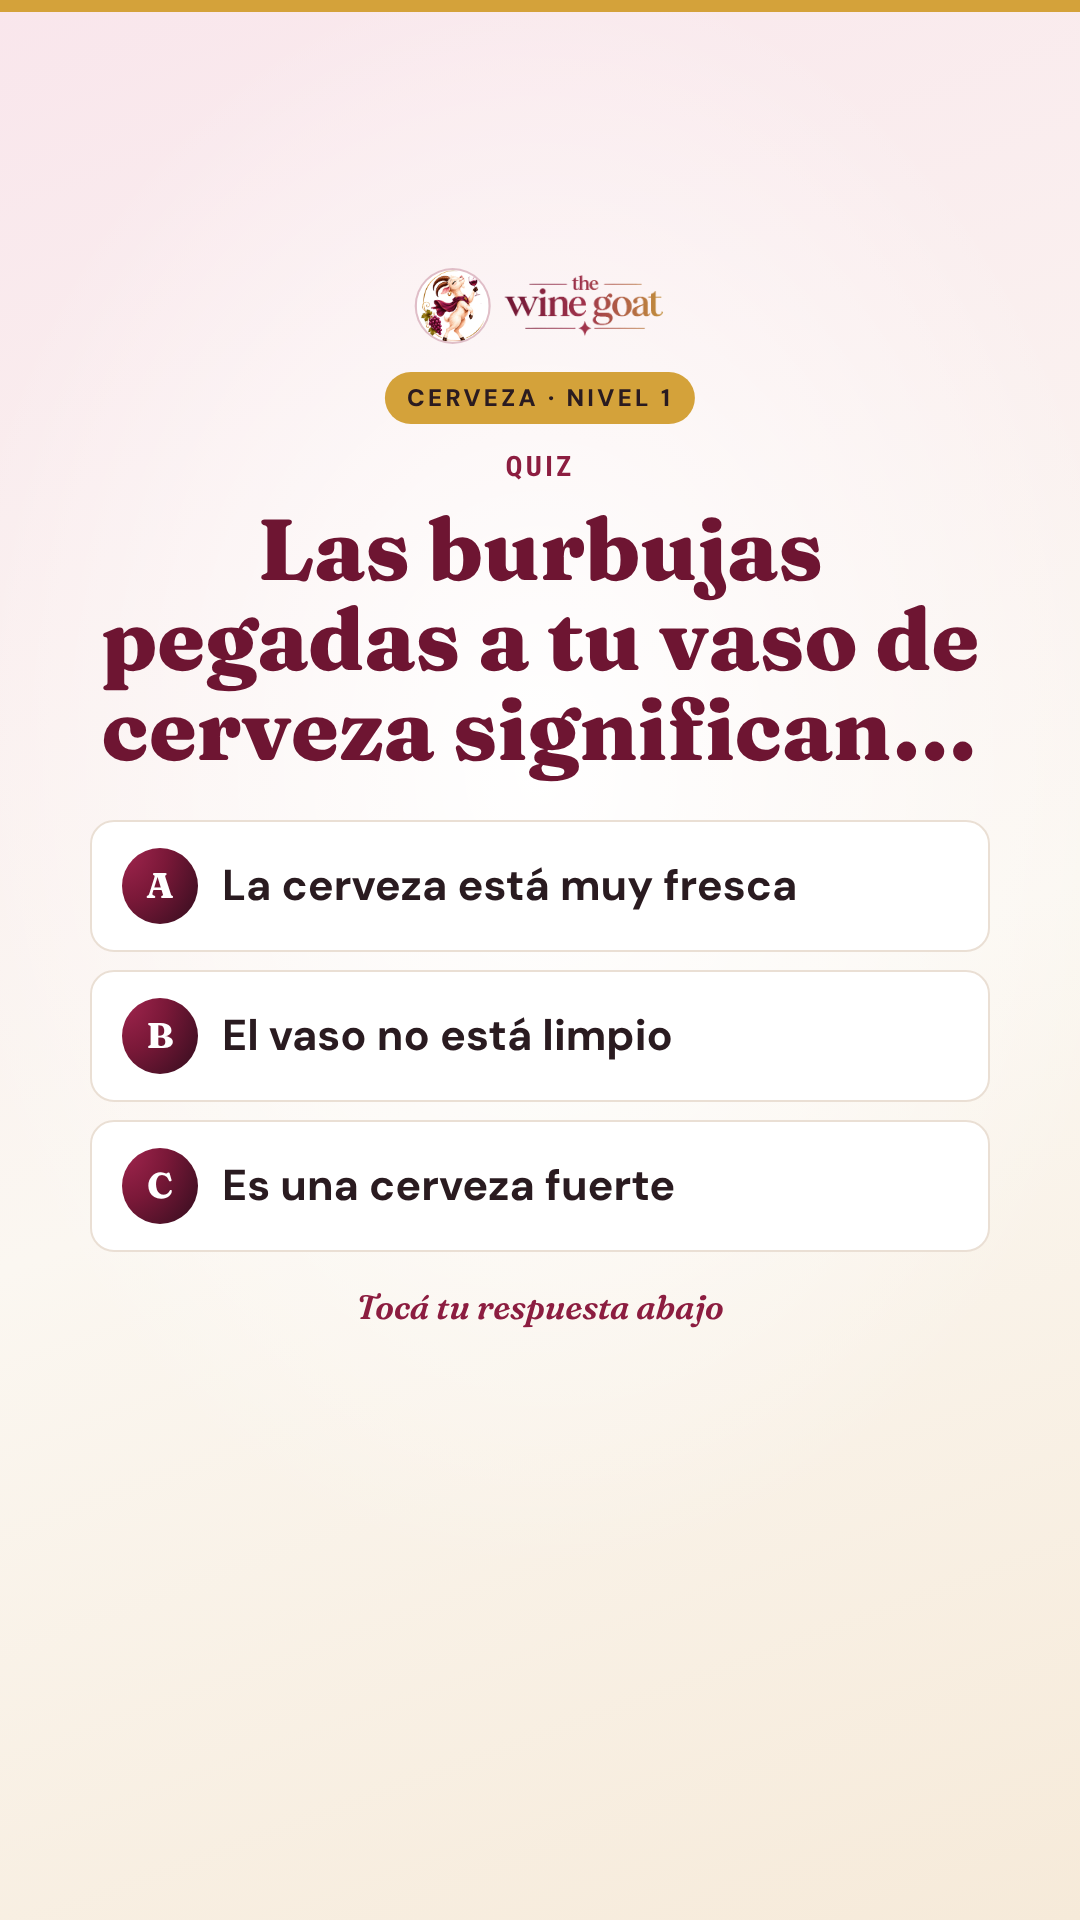 the
wine goat
CERVEZA · NIVEL 1
QUIZ
Las burbujas
pegadas a tu vaso de
cerveza significan...
A La cerveza está muy fresca
B El vaso no está limpio
C Es una cerveza fuerte
Tocá tu respuesta abajo